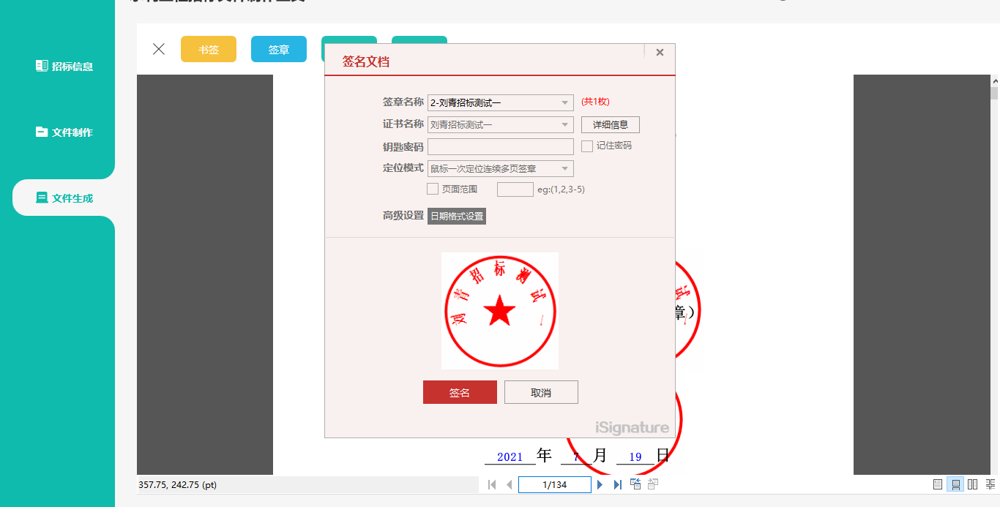 书签
签章
招标信息
文件制作
文件生成
签名文档
签章名称 2-刘青招标测试一 (共1枚)
证书名称 刘青招标测试一 详细信息
钥匙密码 记住密码
定位模式 鼠标一次定位连续多页签章
页面范围 eg:(1,2,3-5)
高级设置 日期格式设置
刘青招标测试一
试一
章）
签名 取消
iSignature
2021 年 7 月 19 日
357.75, 242.75 (pt)
1/134